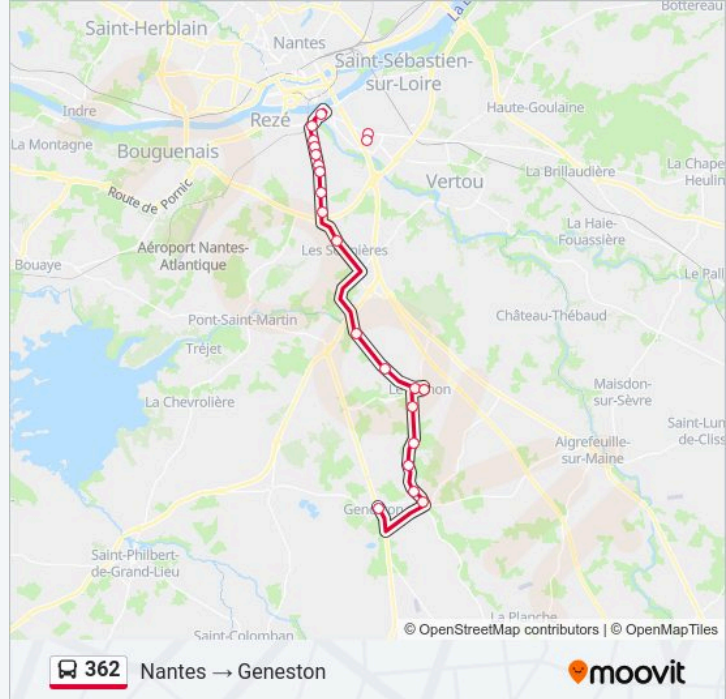 Bottereau
Saint-Herblain
La
Nantes
Saint-Sébastien-
sur-Loire
Indre
Haute-Goulaine
Rezé
La Montagne
Bouguenais
La Chape
Heulin
La Brillaudière
Vertou
Route de Pornic
La Haie-
Fouassière
Aéroport Nantes-
Atlantique
Bouaye
Le Pall
Château-Thébaud
Pont-Saint-Martin
Tréjet
Maisdon-
sur-Sèvre
La Chevrolière
Saint-Lun
de-Cliss
Aigrefeuille-
sur-Maine
Saint-Philbert-
de-Grand-Lieu
La Planche
Saint-Colomban
© OpenStreetMap contributors | © OpenMapTiles
362 Nantes → Geneston
moovit